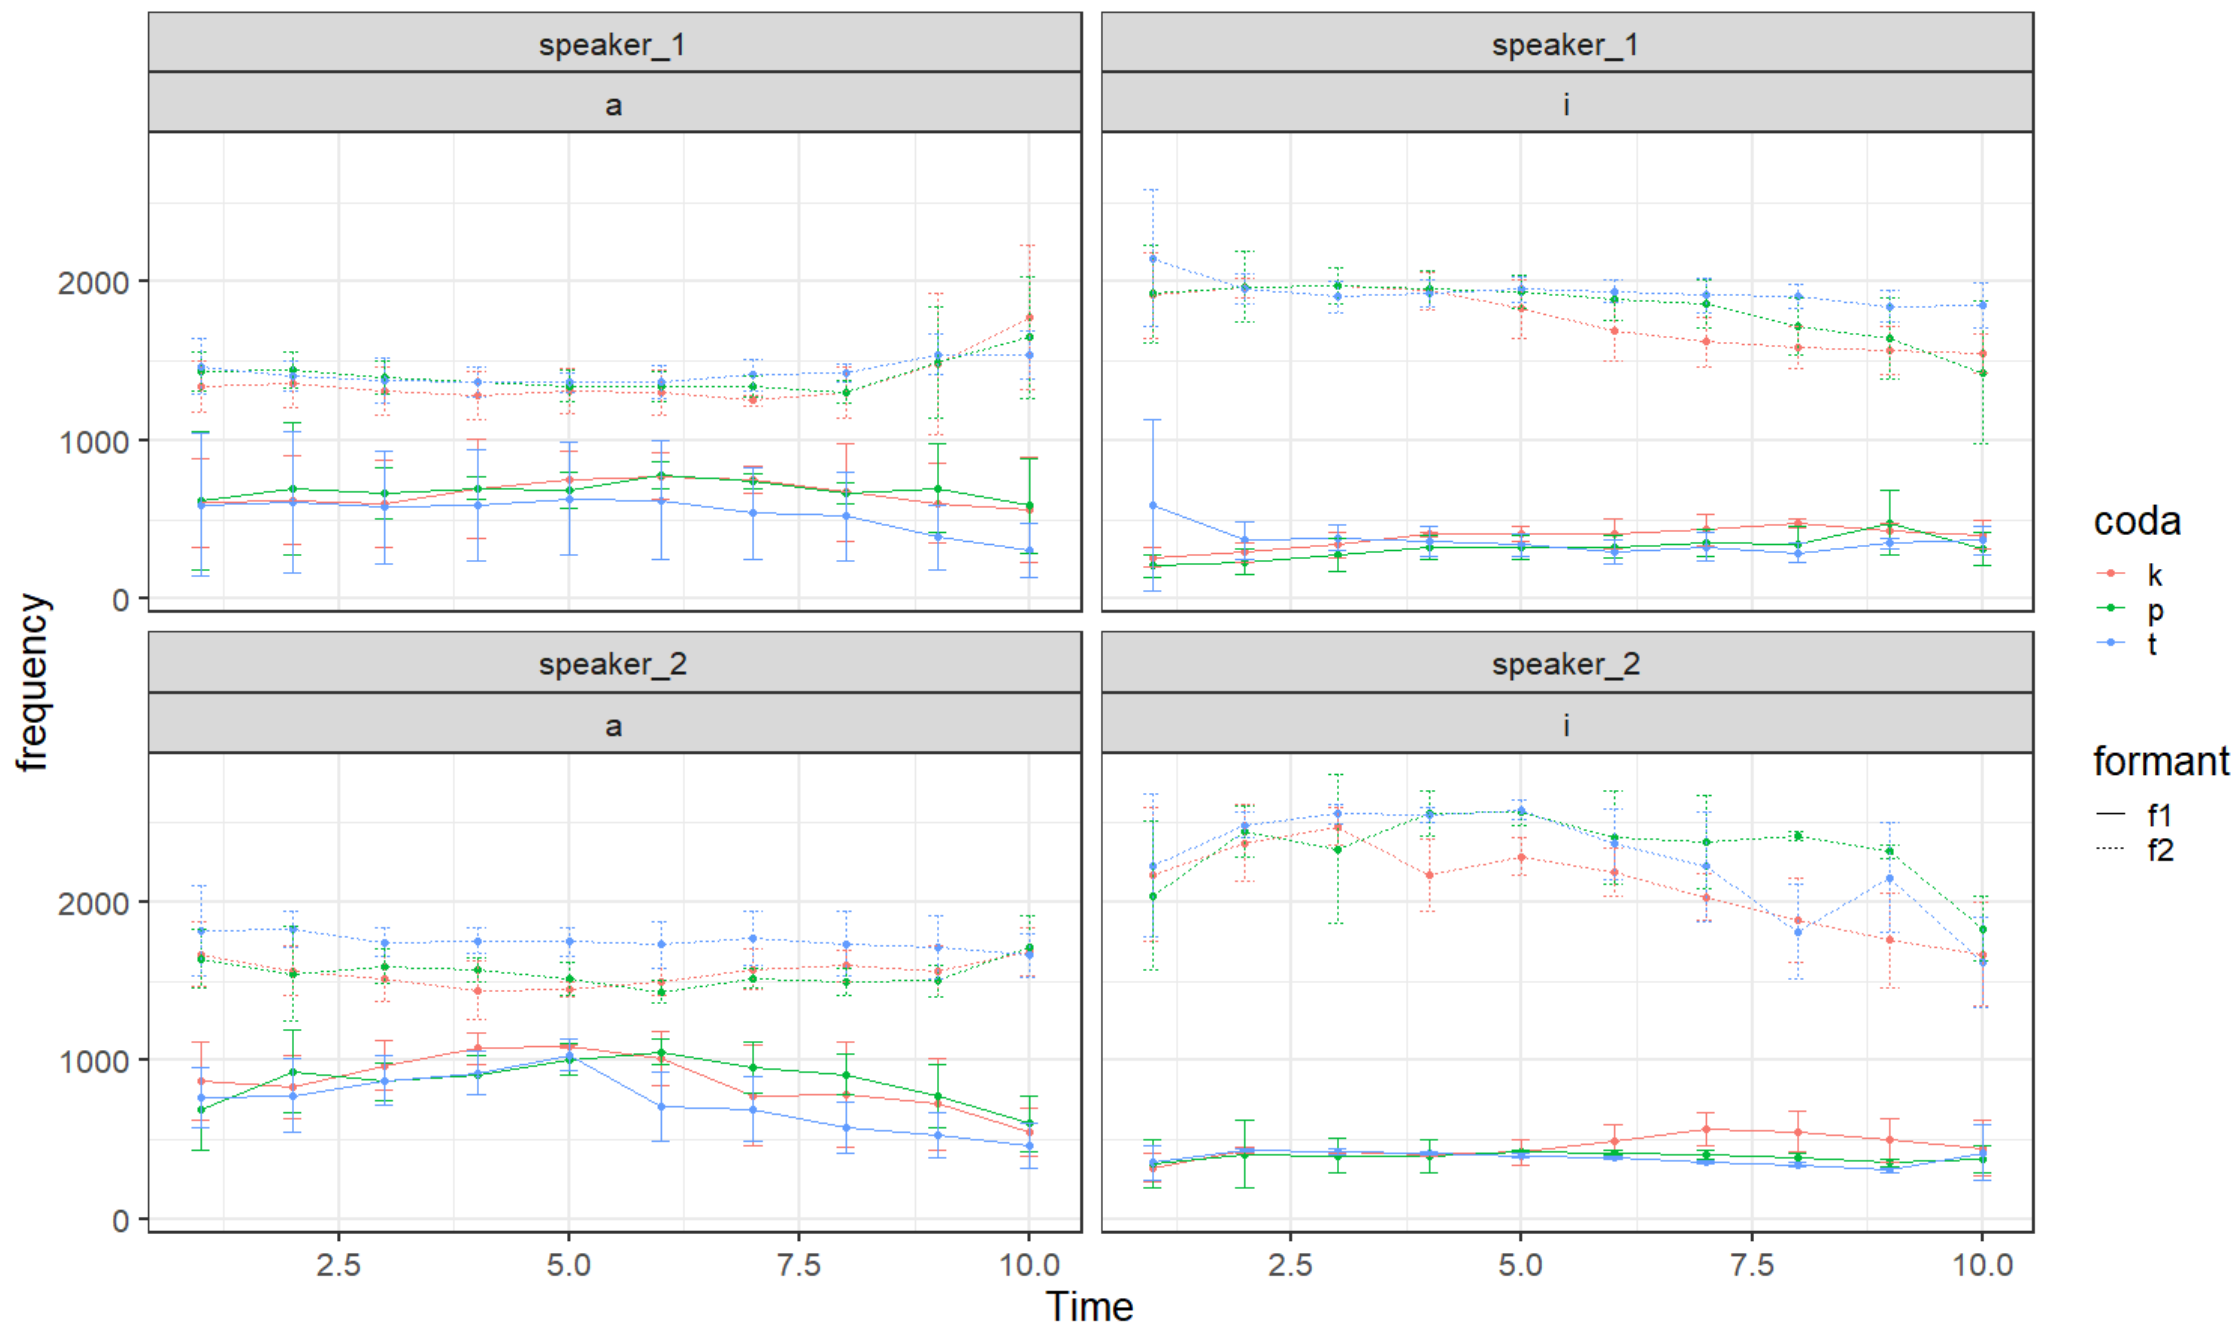 speaker_1
speaker_1
a
i
2000
1000
0
speaker_2
speaker_2
a
i
2000
1000
0
2.5
5.0
7.5
10.0
2.5
5.0
7.5
10.0
Time
frequency
coda
k
p
t
formant
f1
f2